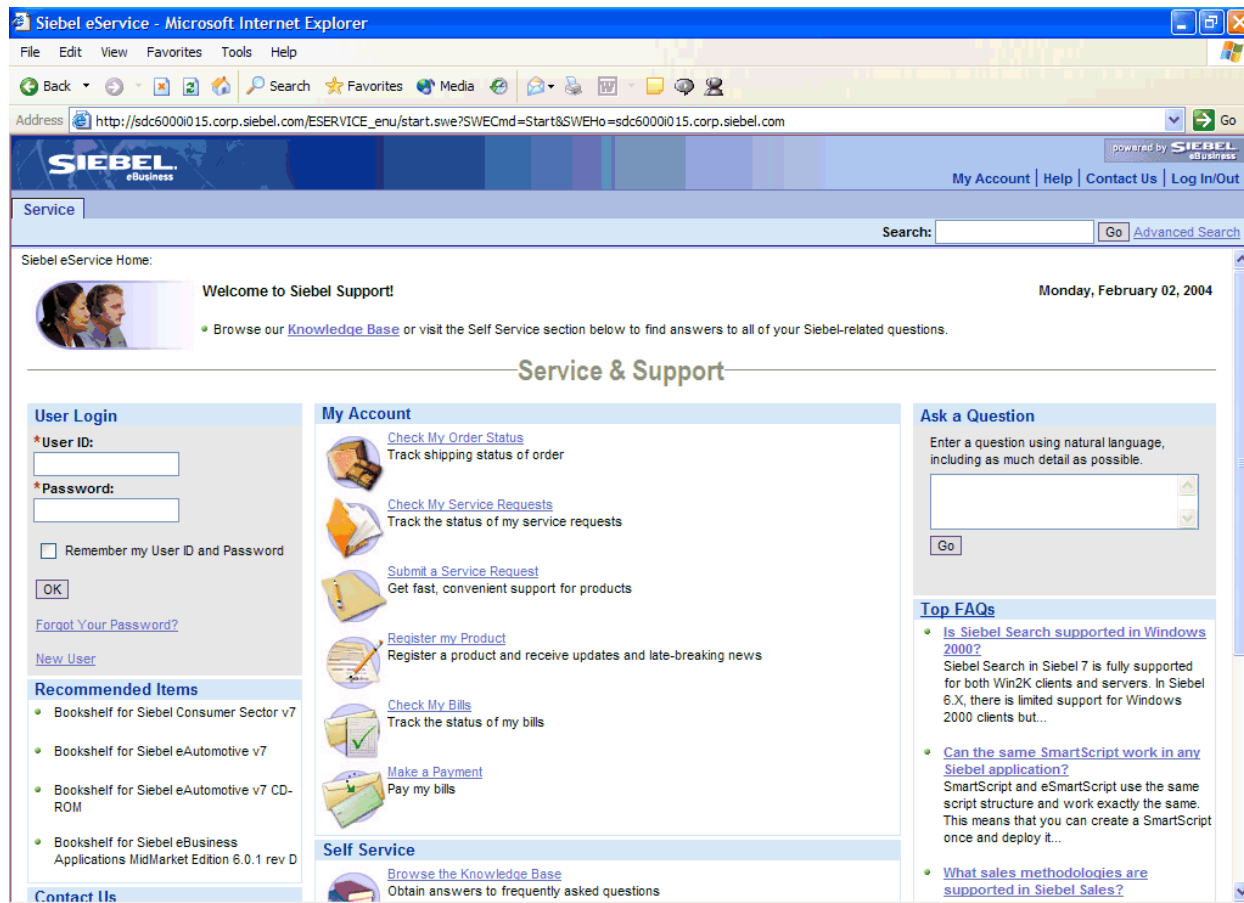 Siebel eService - Microsoft Internet Explorer
File Edit View Favorites Tools Help
Back Search Favorites Media
Address http://sdc6000i015.corp.siebel.com/ESERVICE_enu/start.swe?SWECmd=Start&SWEHo=sdc6000i015.corp.siebel.com Go
SIEBEL.
eBusiness
powered by SIEBEL.
eBusiness
My Account | Help | Contact Us | Log In/Out
Service
Search: Go Advanced Search
Siebel eService Home:
Welcome to Siebel Support!
Monday, February 02, 2004
Browse our Knowledge Base or visit the Self Service section below to find answers to all of your Siebel-related questions.
Service & Support
User Login
*User ID:
*Password:
Remember my User ID and Password
OK
Forgot Your Password?
New User
Recommended Items
Bookshelf for Siebel Consumer Sector v7
Bookshelf for Siebel eAutomotive v7
Bookshelf for Siebel eAutomotive v7 CD-
ROM
Bookshelf for Siebel eBusiness
Applications MidMarket Edition 6.0.1 rev D
Contact Us
My Account
Check My Order Status
Track shipping status of order
Check My Service Requests
Track the status of my service requests
Submit a Service Request
Get fast, convenient support for products
Register my Product
Register a product and receive updates and late-breaking news
Check My Bills
Track the status of my bills
Make a Payment
Pay my bills
Self Service
Browse the Knowledge Base
Obtain answers to frequently asked questions
Ask a Question
Enter a question using natural language,
including as much detail as possible.
Go
Top FAQs
Is Siebel Search supported in Windows
2000?
Siebel Search in Siebel 7 is fully supported
for both Win2K clients and servers. In Siebel
6.X, there is limited support for Windows
2000 clients but...
Can the same SmartScript work in any
Siebel application?
SmartScript and eSmartScript use the same
script structure and work exactly the same.
This means that you can create a SmartScript
once and deploy it...
What sales methodologies are
supported in Siebel Sales?